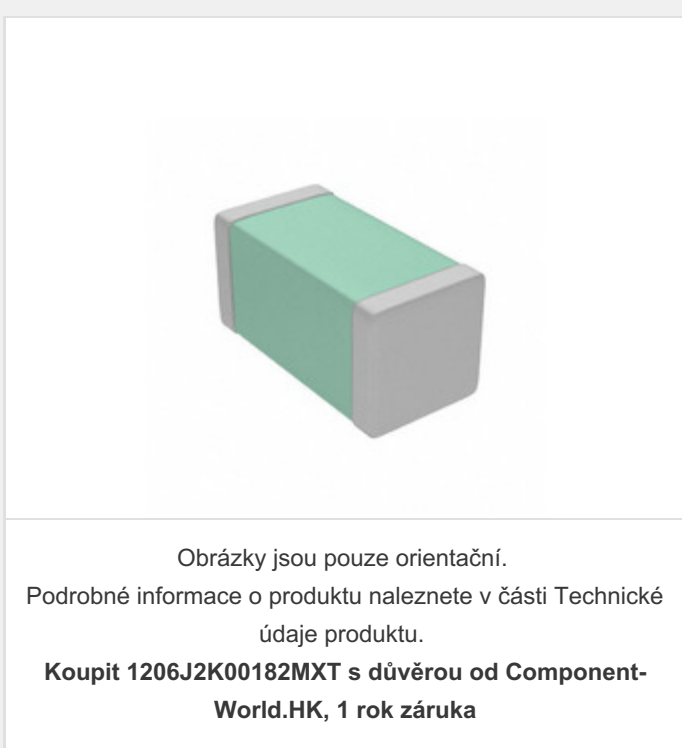 Obrázky jsou pouze orientační.
Podrobné informace o produktu naleznete v části Technické
údaje produktu.
Koupit 1206J2K00182MXT s důvěrou od Component-
World.HK, 1 rok záruka